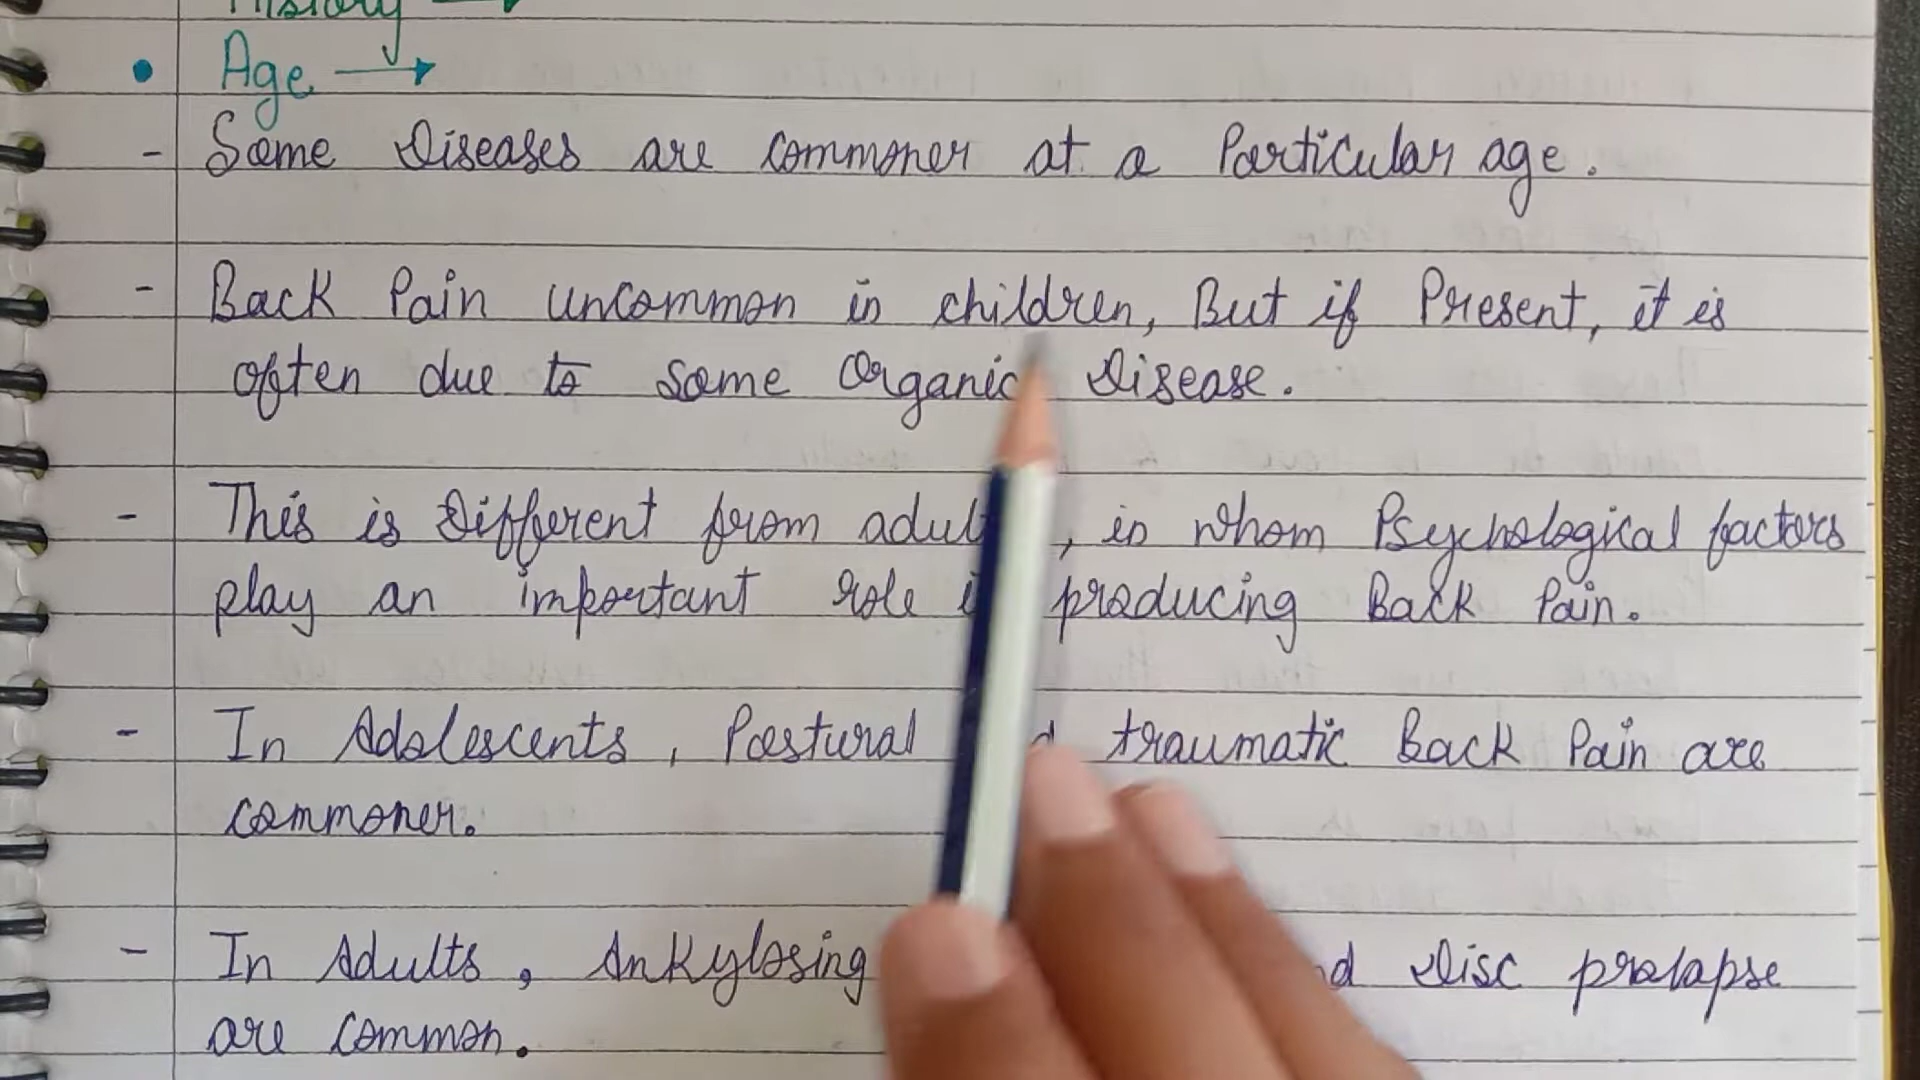 History
• Age
- Some Diseases are commoner at a Particular age.
- Back Pain uncommon in children, But if Present, it is
often due to some Organic Disease.
- This is Different from adul , in whom Psychological factors
play an important role i producing Back Pain.
- In Adolescents, Postural d traumatic Back Pain are
commoner.
- In Adults, Ankylosing d Disc prolapse
are common.